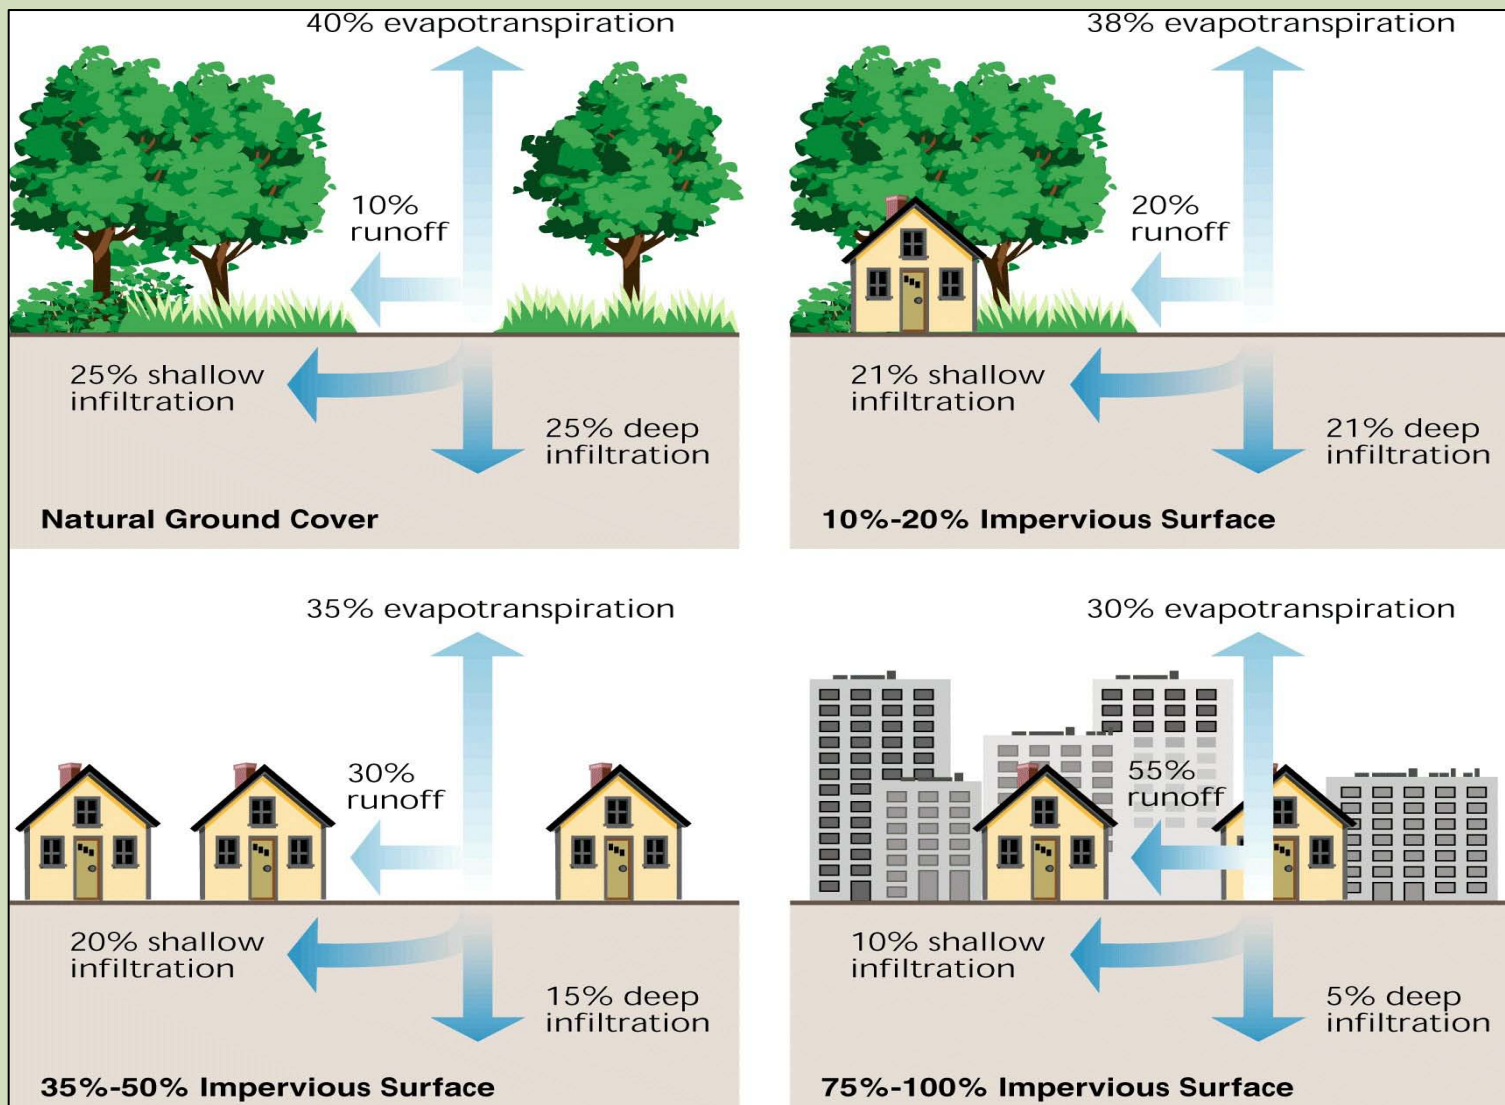 40% evapotranspiration
10%
runoff
25% shallow
infiltration
25% deep
infiltration
Natural Ground Cover
38% evapotranspiration
20%
runoff
21% shallow
infiltration
21% deep
infiltration
10%-20% Impervious Surface
35% evapotranspiration
30%
runoff
20% shallow
infiltration
15% deep
infiltration
35%-50% Impervious Surface
30% evapotranspiration
55%
runoff
10% shallow
infiltration
5% deep
infiltration
75%-100% Impervious Surface